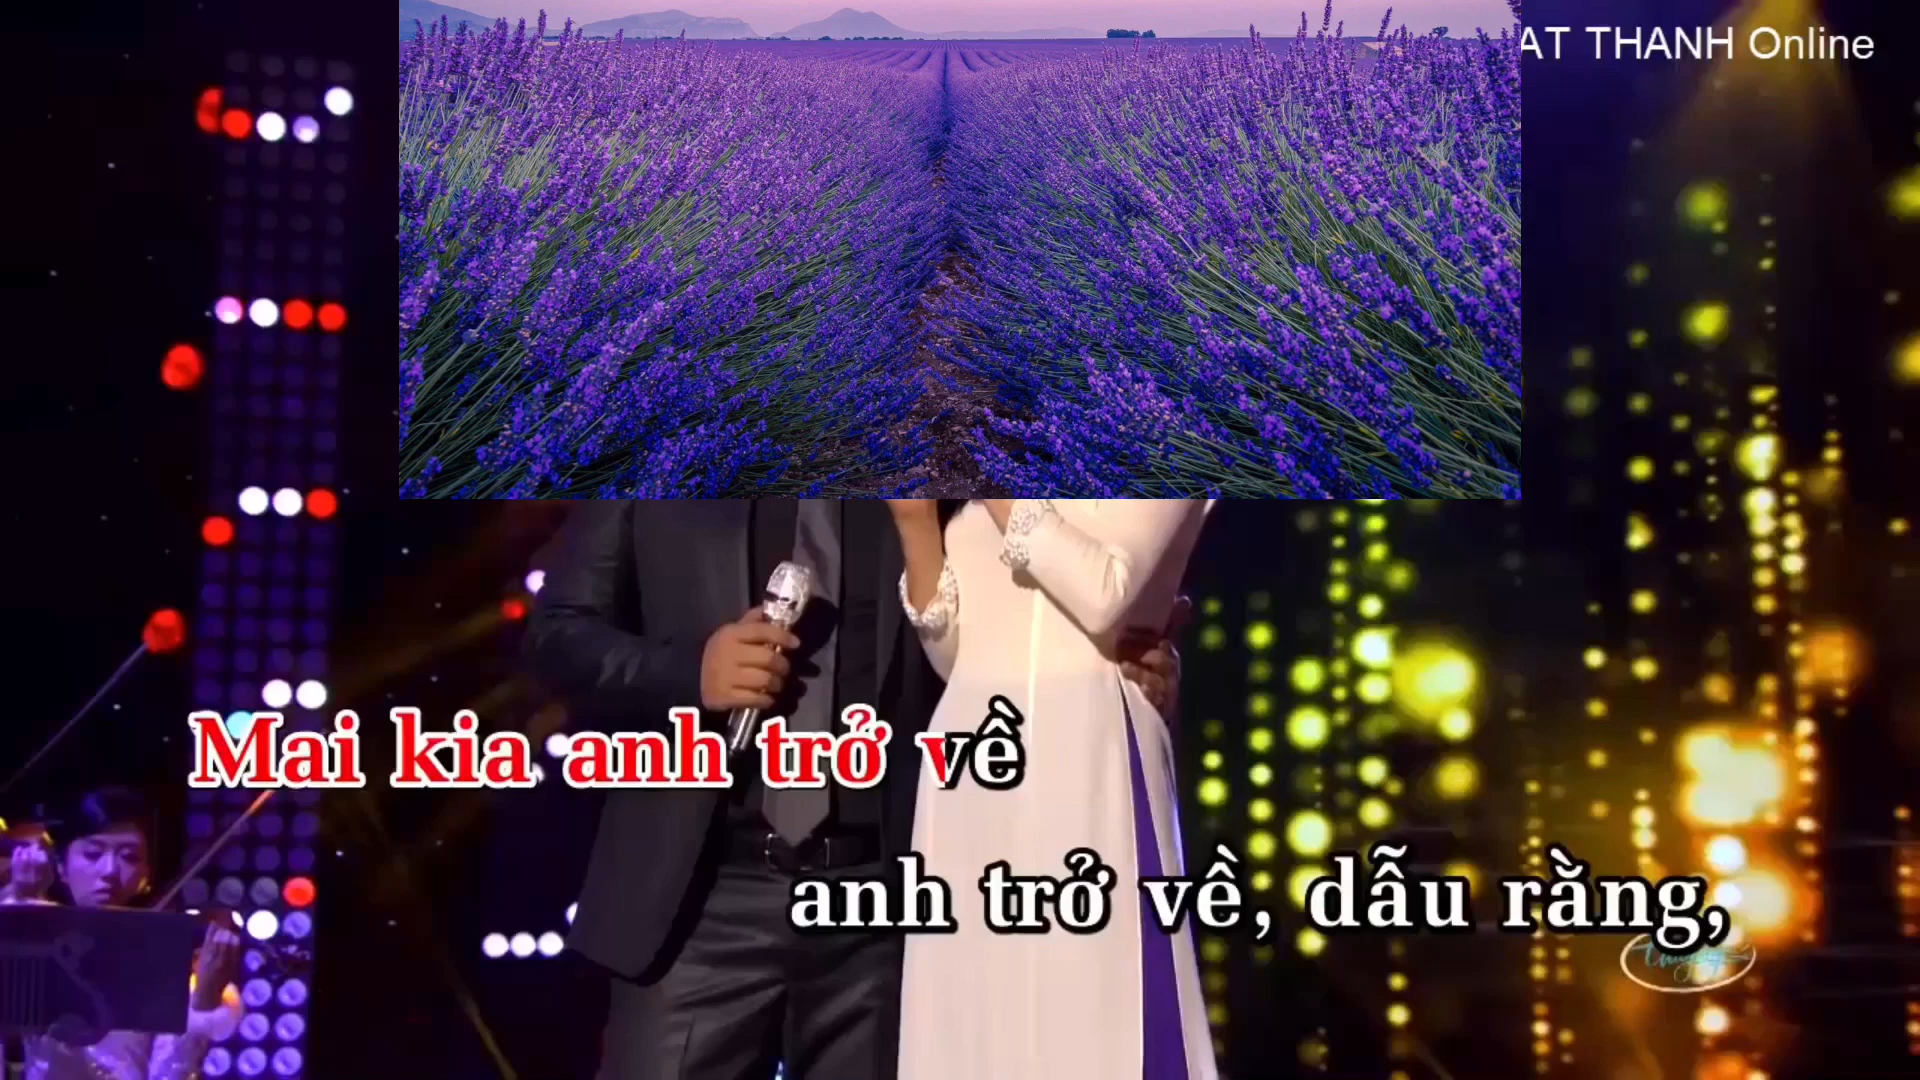 AT THANH Online
Mai kia anh trở về
anh trở về, dẫu rằng,